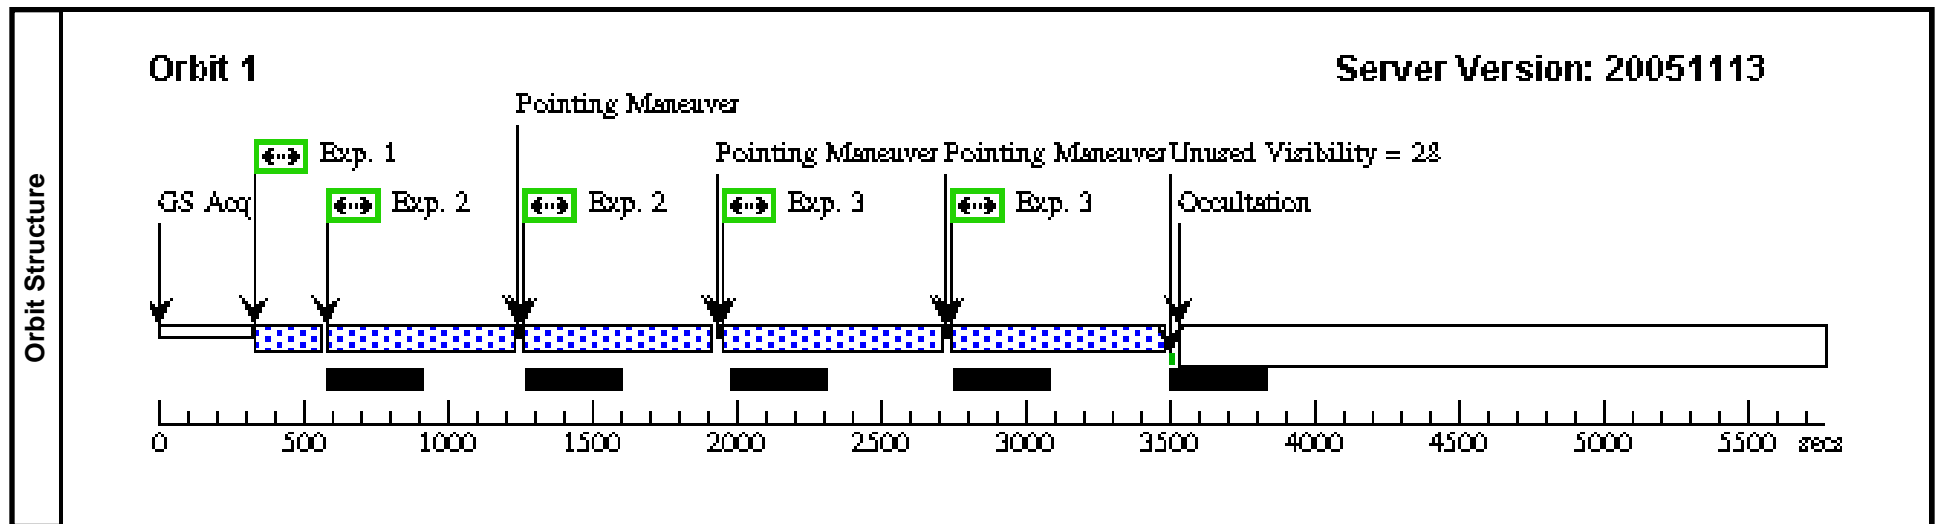 Orbit Structure
Orbit 1
Server Version: 20051113
Pointing Maneuver
Exp. 1
Pointing Maneuver
Pointing Maneuver
Unused Visibility = 28
GS Acq
Exp. 2
Exp. 2
Exp. 3
Exp. 3
Occultation
0
500
1000
1500
2000
2500
3000
3500
4000
4500
5000
5500
secs